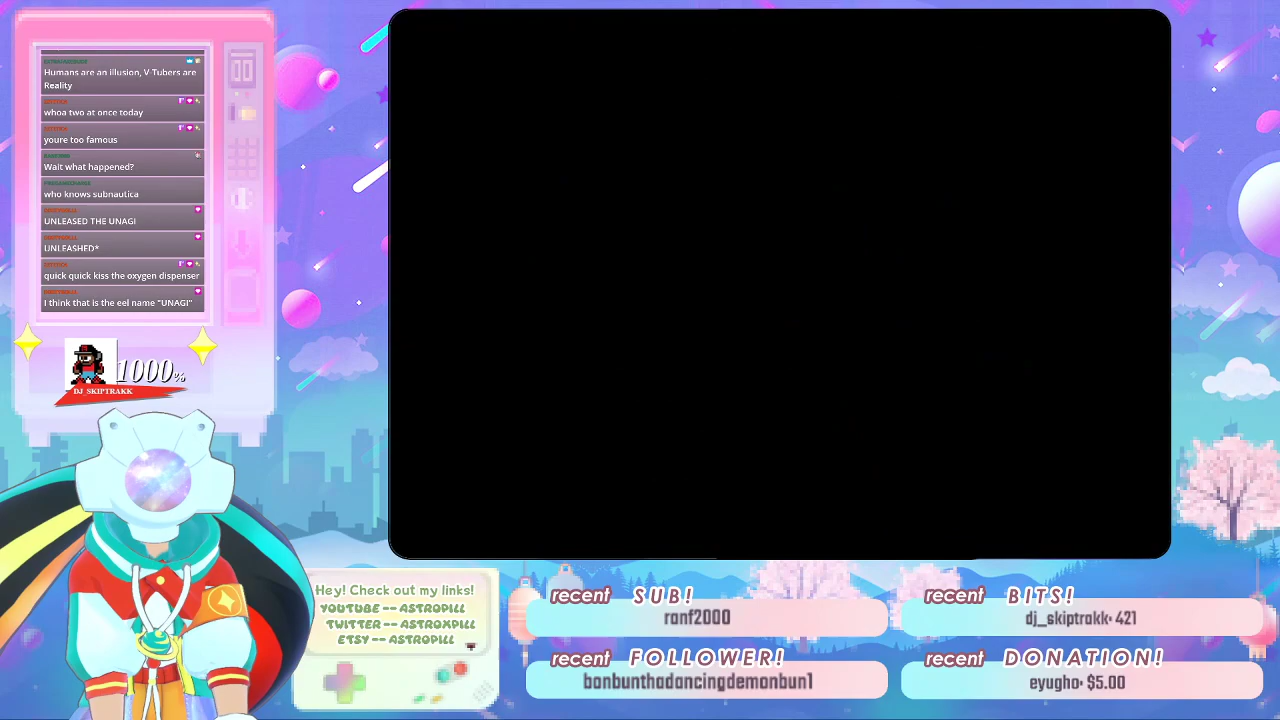 Humans are an illusion, V-Tubers are
Reality
whoa two at once today
youre too famous
Wait what happened?
who knows subnautica
UNLEASED THE UNAGI
UNLEASHED*
quick quick kiss the oxygen dispenser
I think that is the eel name "UNAGI"
1000%
DJ_SKIPTRAKK
Hey! Check out my links!
YOUTUBE -- ASTROPILL
TWITTER -- ASTROXPILL
ETSY -- ASTROPILL
recent SUB!
ranf2000
recent BITS!
dj_skiptrakk: 421
recent FOLLOWER!
bonbunthadancingdemonbun1
recent DONATION!
eyugho: $5.00